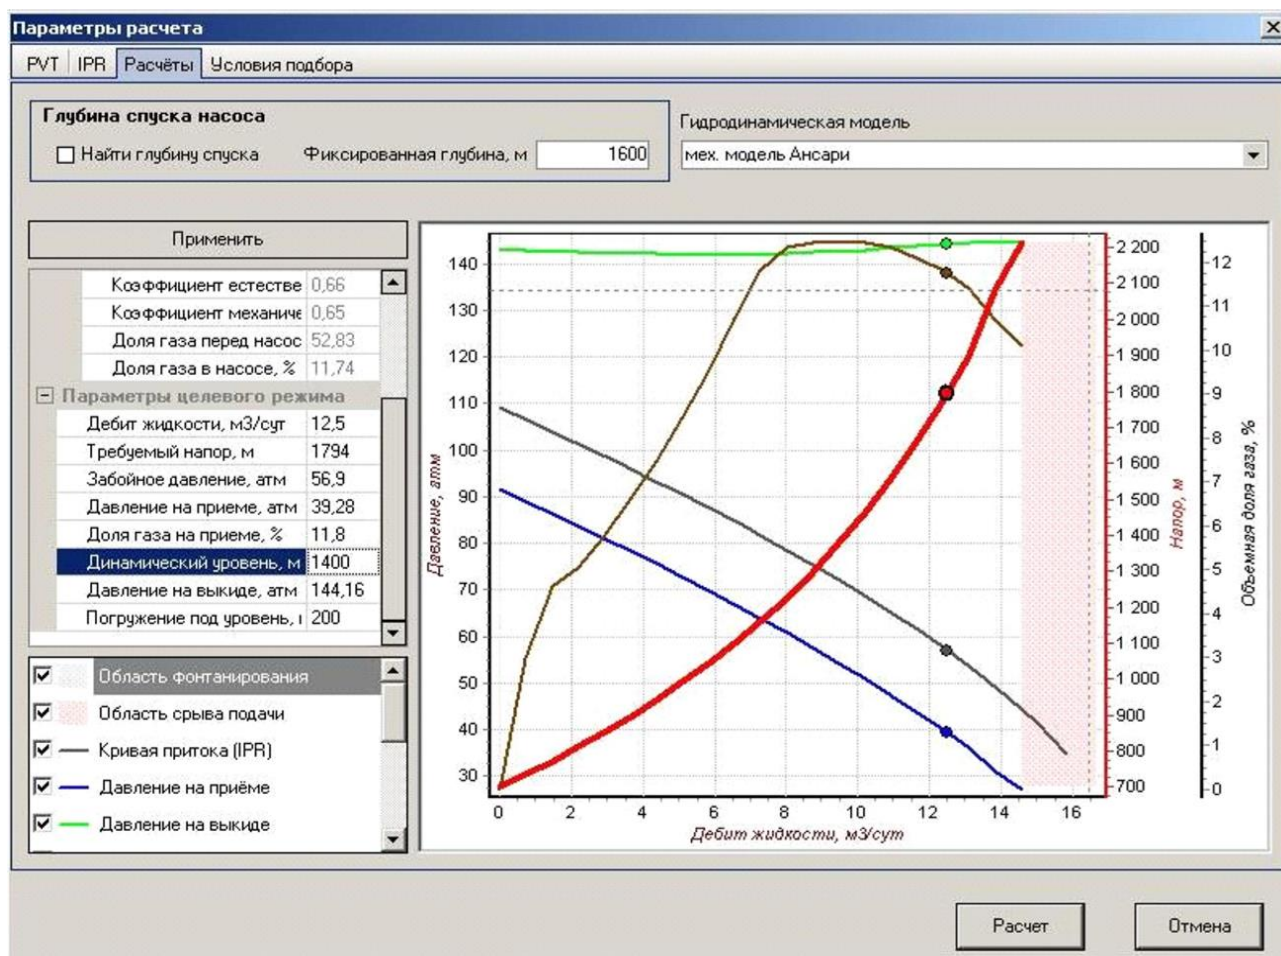 Параметры расчета
PVT IPR Расчёты Условия подбора
Глубина спуска насоса
Найти глубину спуска Фиксированная глубина, м 1600
Гидродинамическая модель
мех. модель Ансари
Применить
Коэффициент естестве 0,66
Коэффициент механиче 0,65
Доля газа перед насос 52,83
Доля газа в насосе, % 11,74
Параметры целевого режима
Дебит жидкости, м3/сут 12,5
Требуемый напор, м 1794
Забойное давление, атм 56,9
Давление на приеме, атм 39,28
Доля газа на приеме, % 11,8
Динамический уровень, м 1400
Давление на выкиде, атм 144,16
Погружение под уровень, 200
Область фонтанирования
Область срыва подачи
Кривая притока (IPR)
Давление на приёме
Давление на выкиде
Давление, атм
140
130
120
110
100
90
80
70
60
50
40
30
0 2 4 6 8 10 12 14 16
Дебит жидкости, м3/сут
2 200
2 100
2 000
1 900
1 800
1 700
1 600
1 500
1 400
1 300
1 200
1 100
1 000
900
800
700
Напор, м
12
11
10
9
8
7
6
5
4
3
2
1
0
Объемная доля газа, %
Расчет Отмена